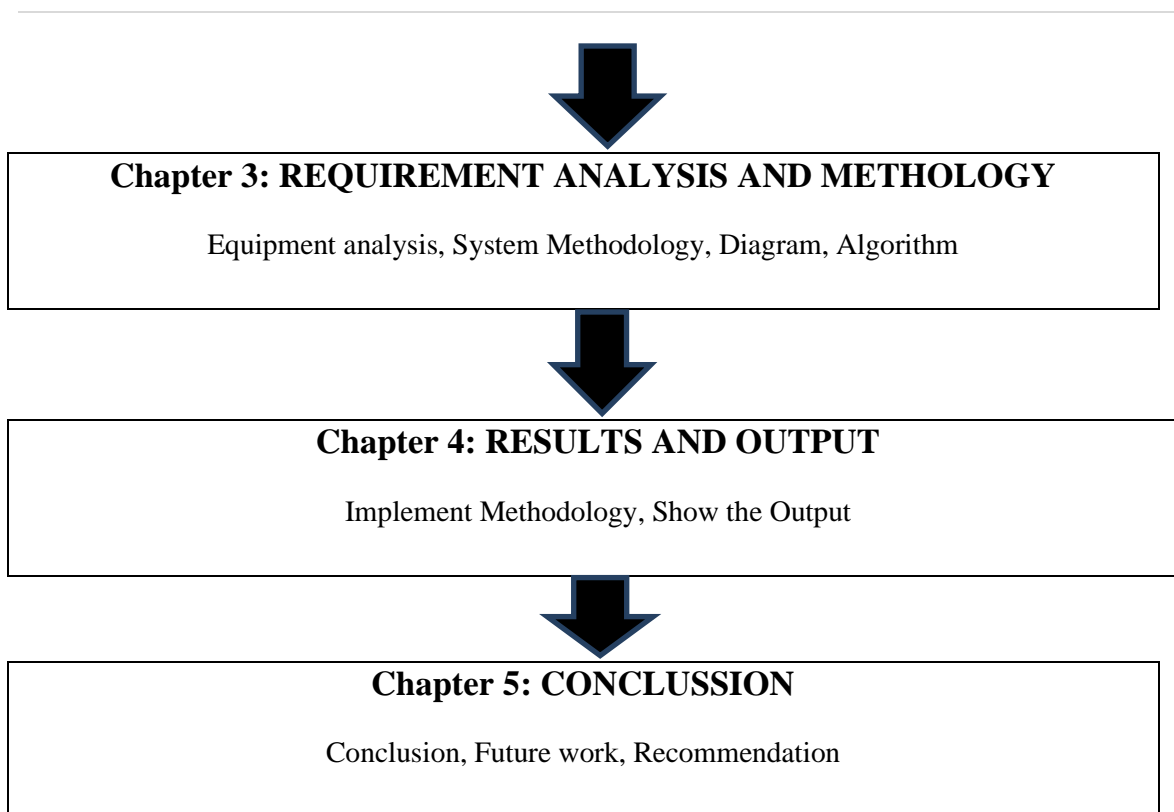 Chapter 3: REQUIREMENT ANALYSIS AND METHOLOGY
Equipment analysis, System Methodology, Diagram, Algorithm
Chapter 4: RESULTS AND OUTPUT
Implement Methodology, Show the Output
Chapter 5: CONCLUSSION
Conclusion, Future work, Recommendation